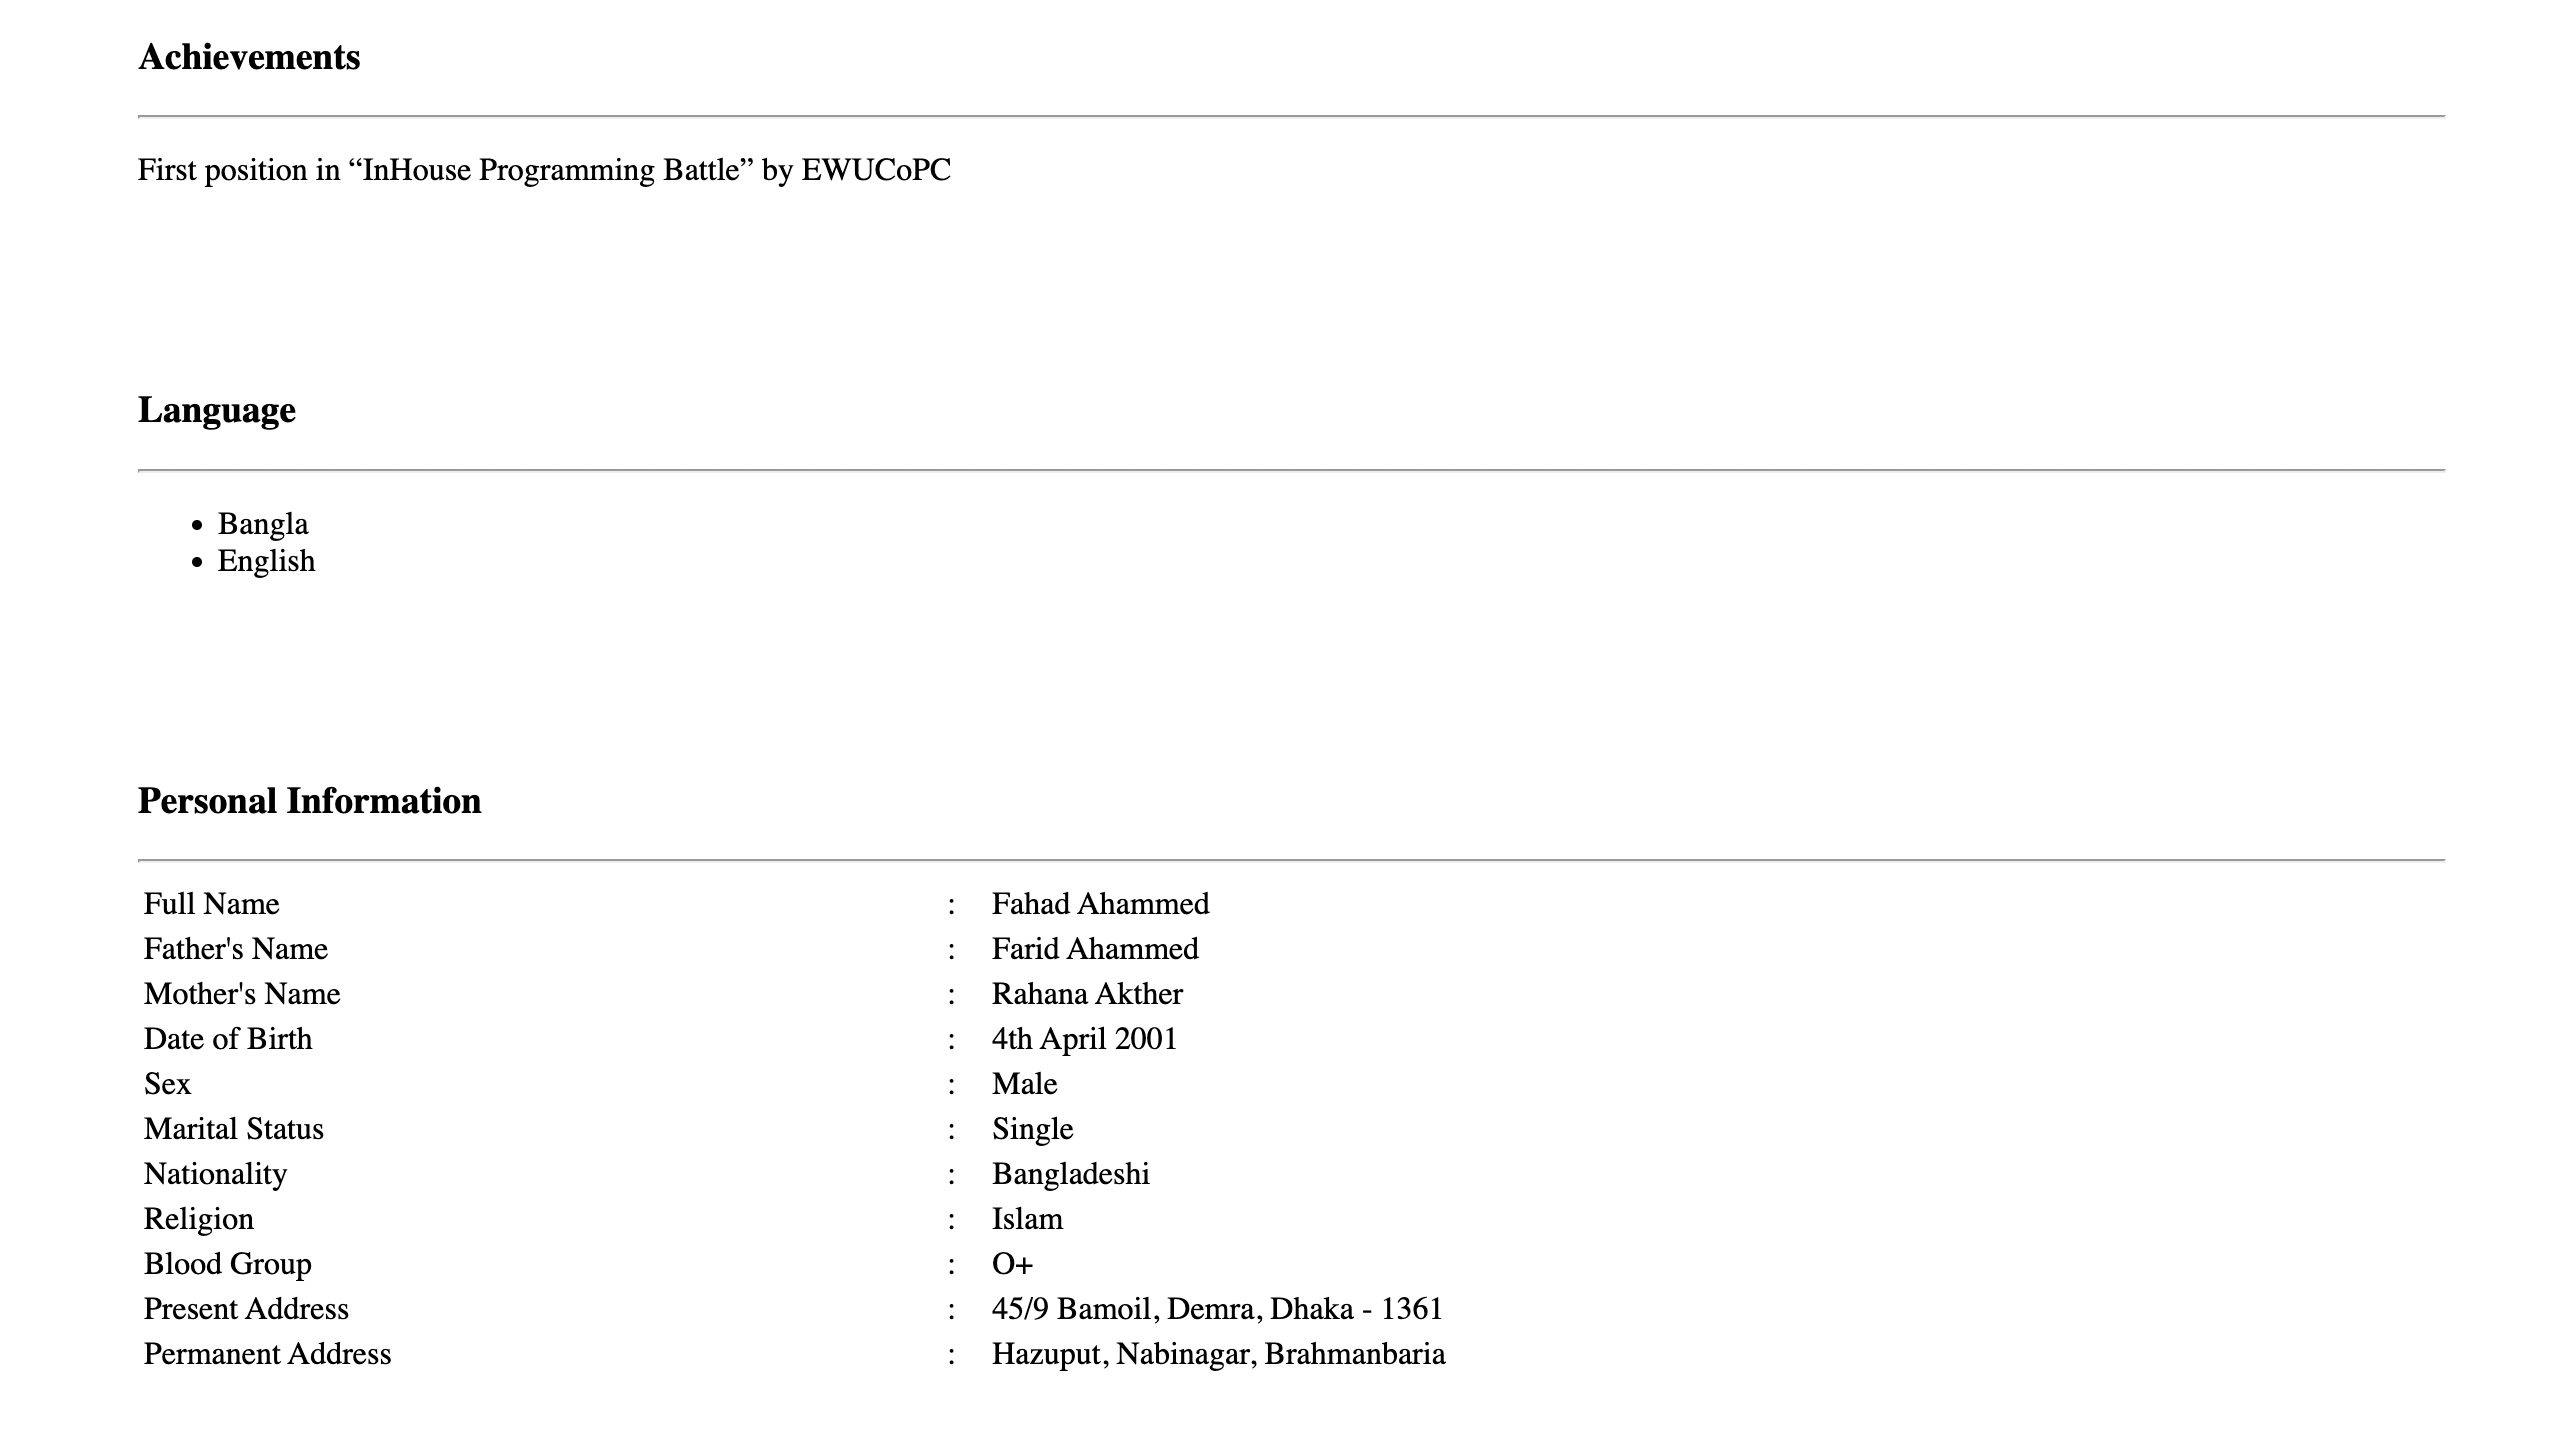 Achievements
First position in “InHouse Programming Battle” by EWUCoPC
Language
• Bangla
• English
Personal Information
Full Name : Fahad Ahammed
Father's Name : Farid Ahammed
Mother's Name : Rahana Akther
Date of Birth : 4th April 2001
Sex : Male
Marital Status : Single
Nationality : Bangladeshi
Religion : Islam
Blood Group : O+
Present Address : 45/9 Bamoil, Demra, Dhaka - 1361
Permanent Address : Hazuput, Nabinagar, Brahmanbaria